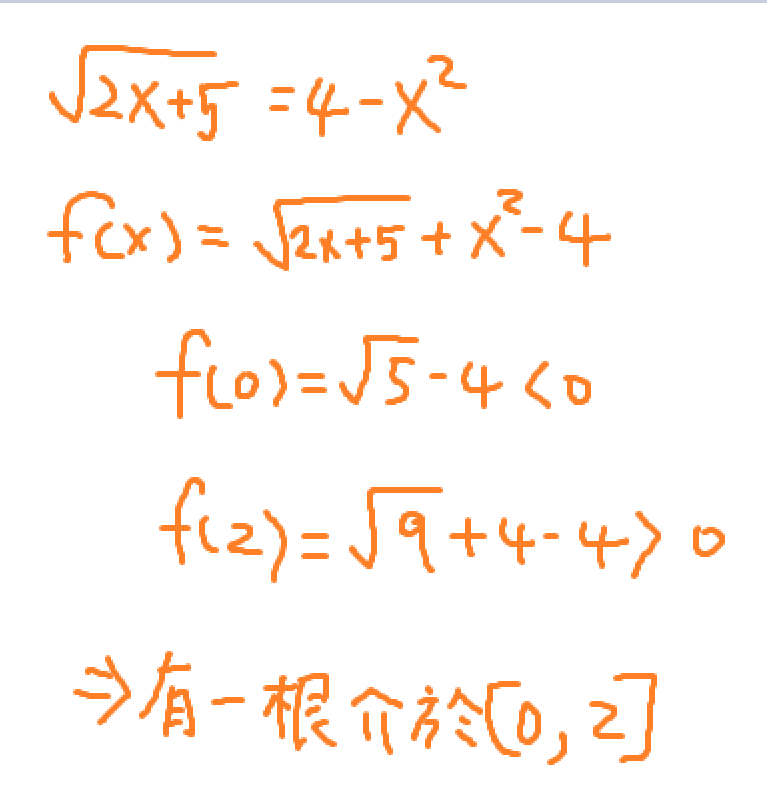 √(2x+5) = 4-x²
f(x) = √(2x+5) + x²-4
f(0) = √5-4<0
f(2) = √9+4-4>0
⇒有一根介於[0,2]